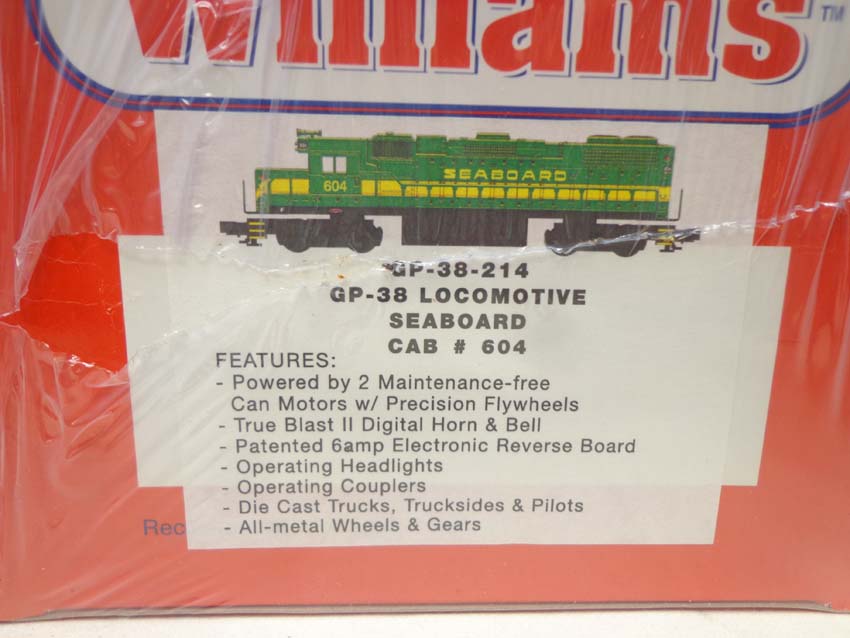 Williams™
SEABOARD
604
GP-38-214
GP-38 LOCOMOTIVE
SEABOARD
CAB # 604
FEATURES:
- Powered by 2 Maintenance-free
Can Motors w/ Precision Flywheels
- True Blast II Digital Horn & Bell
- Patented 6amp Electronic Reverse Board
- Operating Headlights
- Operating Couplers
- Die Cast Trucks, Trucksides & Pilots
Rec - All-metal Wheels & Gears